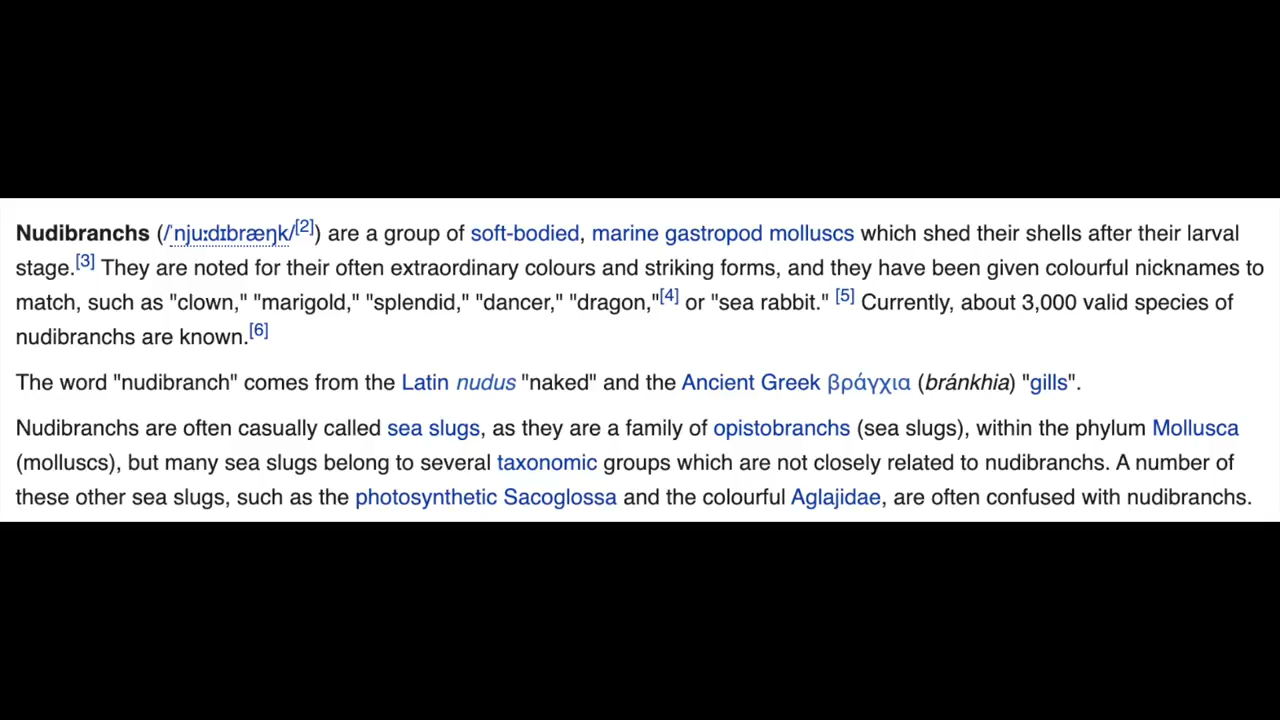 Nudibranchs (/ˈnjuːdɪbræŋk/[2]) are a group of soft-bodied, marine gastropod molluscs which shed their shells after their larval
stage.[3] They are noted for their often extraordinary colours and striking forms, and they have been given colourful nicknames to
match, such as "clown," "marigold," "splendid," "dancer," "dragon,"[4] or "sea rabbit." [5] Currently, about 3,000 valid species of
nudibranchs are known.[6]
The word "nudibranch" comes from the Latin nudus "naked" and the Ancient Greek βράγχια (bránkhia) "gills".
Nudibranchs are often casually called sea slugs, as they are a family of opistobranchs (sea slugs), within the phylum Mollusca
(molluscs), but many sea slugs belong to several taxonomic groups which are not closely related to nudibranchs. A number of
these other sea slugs, such as the photosynthetic Sacoglossa and the colourful Aglajidae, are often confused with nudibranchs.